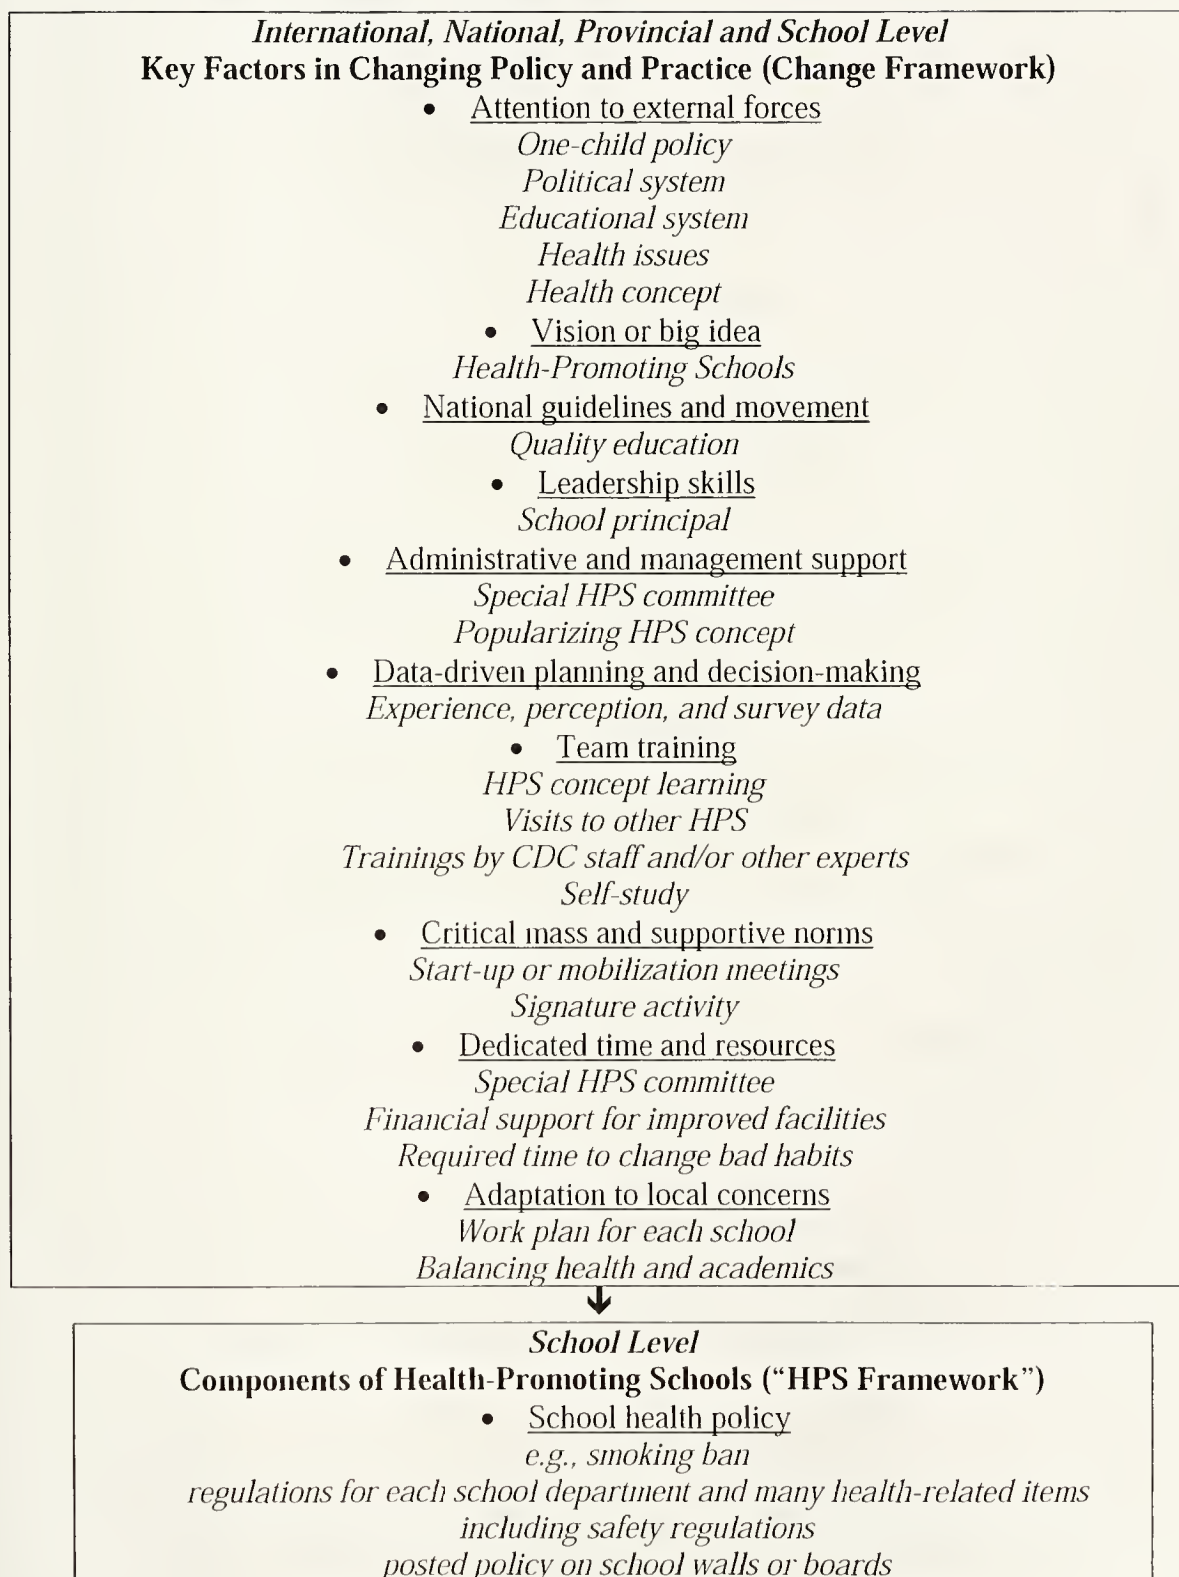 International, National, Provincial and School Level
Key Factors in Changing Policy and Practice (Change Framework)
• Attention to external forces
One-child policy
Political system
Educational system
Health issues
Health concept
• Vision or big idea
Health-Promoting Schools
• National guidelines and movement
Quality education
• Leadership skills
School principal
• Administrative and management support
Special HPS committee
Popularizing HPS concept
• Data-driven planning and decision-making
Experience, perception, and survey data
• Team training
HPS concept learning
Visits to other HPS
Trainings by CDC staff and/or other experts
Self-study
• Critical mass and supportive norms
Start-up or mobilization meetings
Signature activity
• Dedicated time and resources
Special HPS committee
Financial support for improved facilities
Required time to change bad habits
• Adaptation to local concerns
Work plan for each school
Balancing health and academics
School Level
Components of Health-Promoting Schools (“HPS Framework”)
• School health policy
e.g., smoking ban
regulations for each school department and many health-related items
including safety regulations
posted policy on school walls or boards